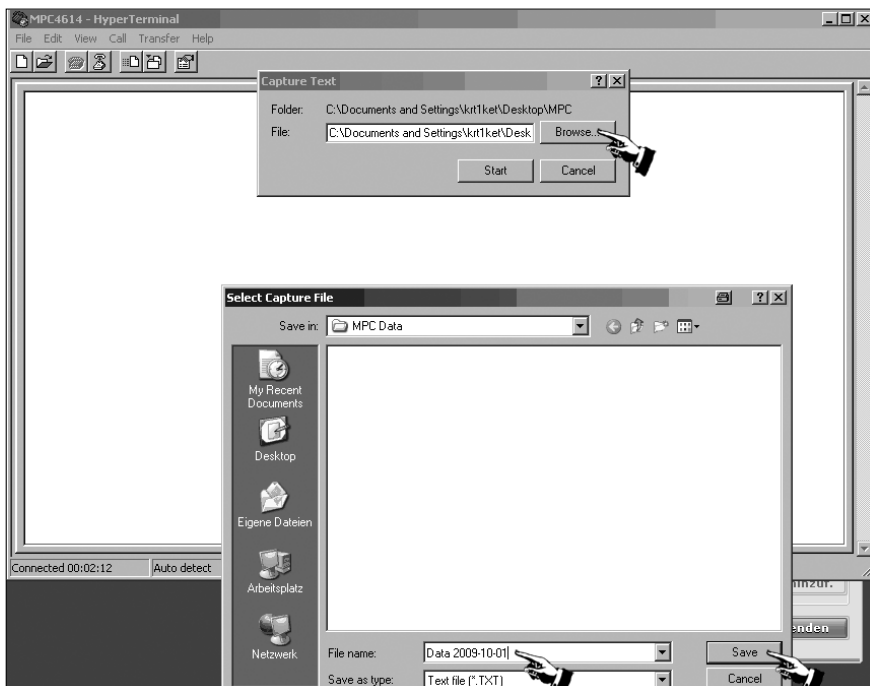 MPC4614 - HyperTerminal
File Edit View Call Transfer Help
Capture Text
Folder: C:\Documents and Settings\krt1ket\Desktop\MPC
File: C:\Documents and Settings\krt1ket\Desk Browse...
Start Cancel
Select Capture File
Save in: MPC Data
My Recent
Documents
Desktop
Eigene Dateien
Arbeitsplatz
Netzwerk
Connected 00:02:12 Auto detect
File name: Data 2009-10-01 Save
Save as type: Text file (*.TXT) Cancel